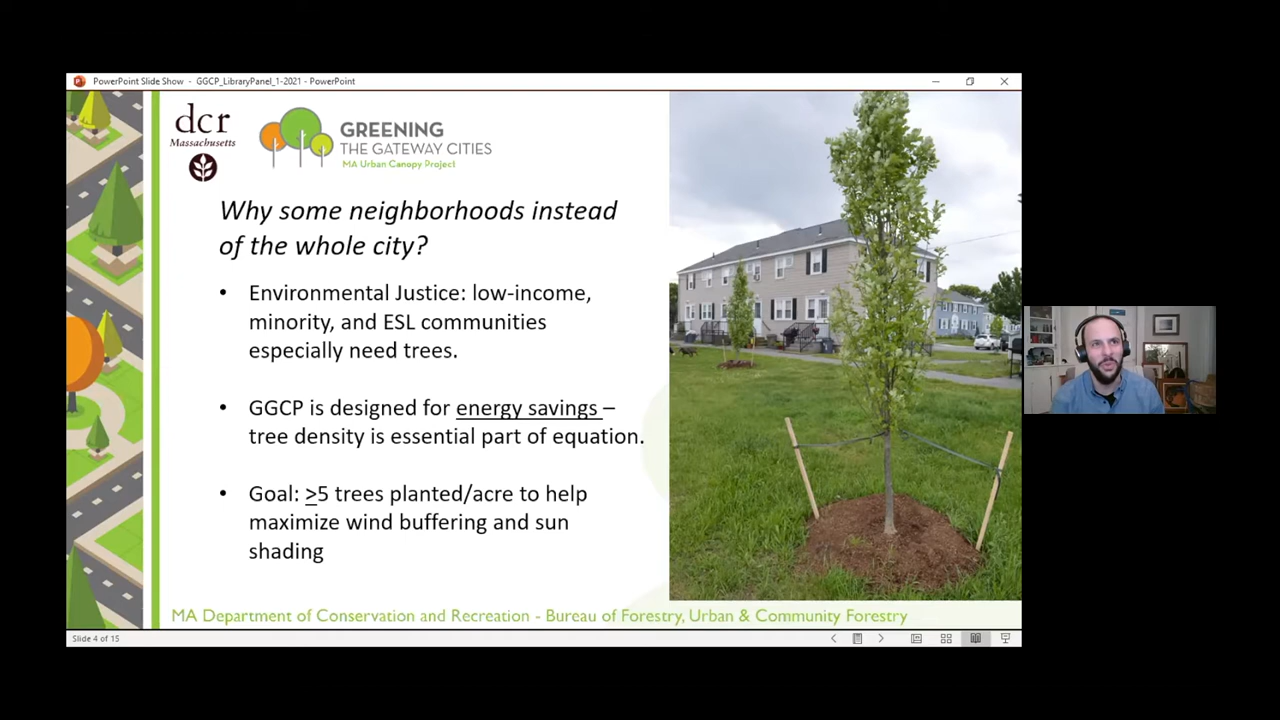 PowerPoint Slide Show - GGCP_LibraryPanel_1-2021 - PowerPoint
dcr
Massachusetts
GREENING
THE GATEWAY CITIES
MA Urban Canopy Project
Why some neighborhoods instead
of the whole city?
• Environmental Justice: low-income,
minority, and ESL communities
especially need trees.
• GGCP is designed for energy savings –
tree density is essential part of equation.
• Goal: >5 trees planted/acre to help
maximize wind buffering and sun
shading
MA Department of Conservation and Recreation - Bureau of Forestry, Urban & Community Forestry
Slide 4 of 15